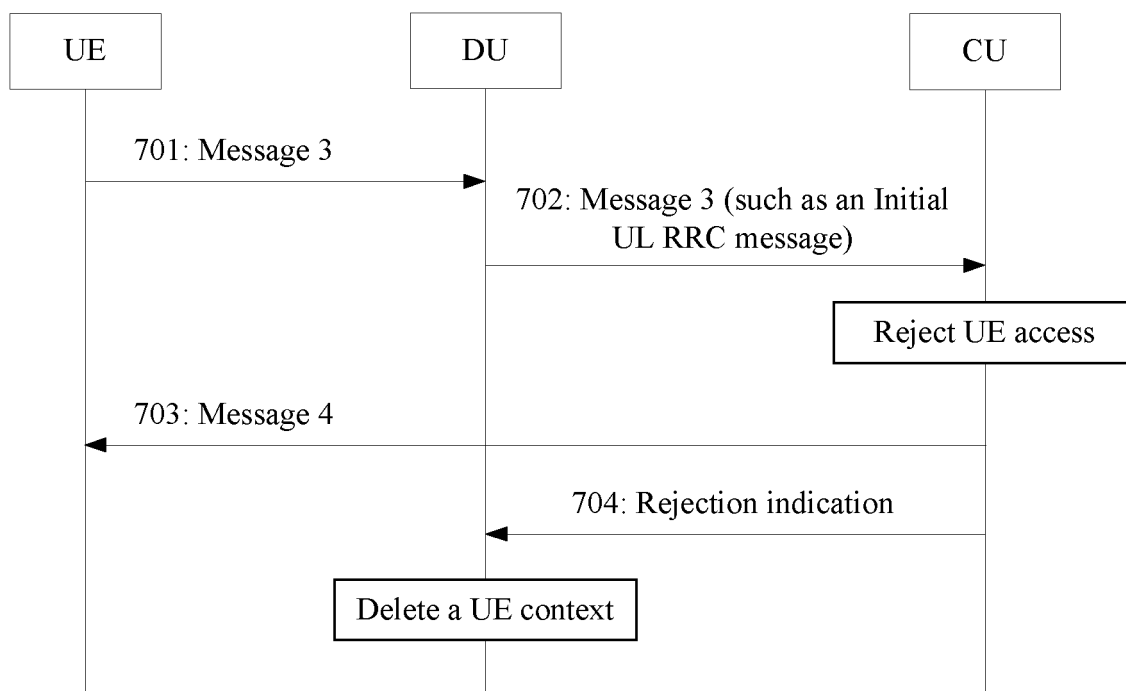 UE
DU
CU
701: Message 3
702: Message 3 (such as an Initial
UL RRC message)
Reject UE access
703: Message 4
704: Rejection indication
Delete a UE context